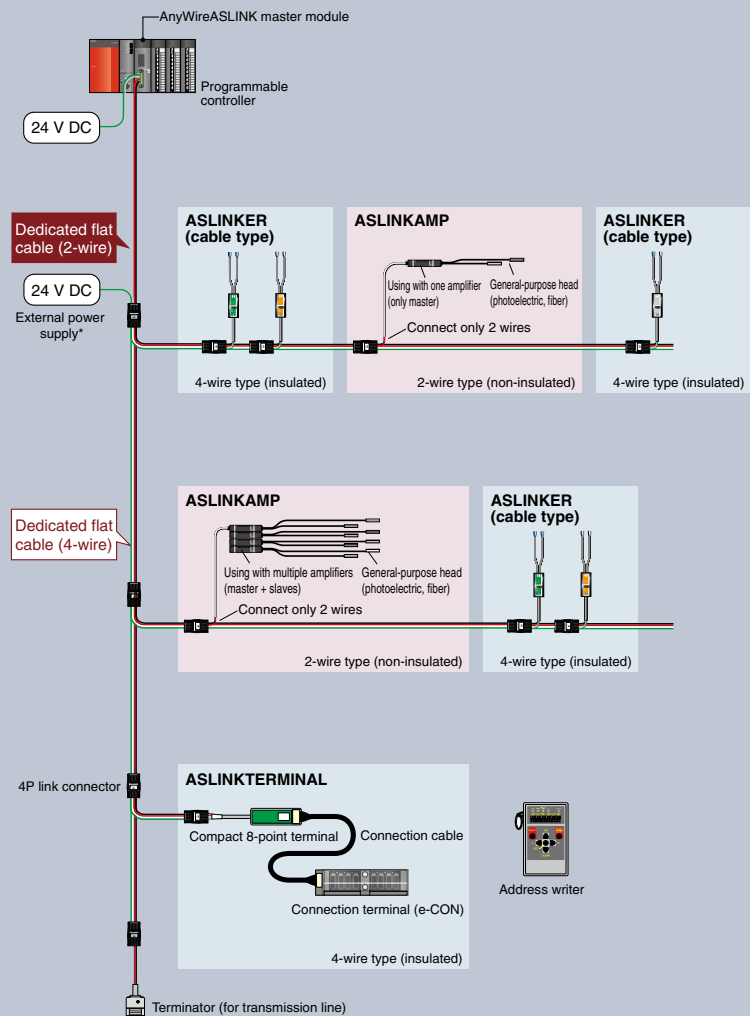 AnyWireASLINK master module
Programmable
controller
24 V DC
Dedicated flat
cable (2-wire)
24 V DC
External power
supply*
ASLINKER
(cable type)
4-wire type (insulated)
ASLINKAMP
Using with one amplifier
(only master)
General-purpose head
(photoelectric, fiber)
Connect only 2 wires
2-wire type (non-insulated)
ASLINKER
(cable type)
4-wire type (insulated)
Dedicated flat
cable (4-wire)
ASLINKAMP
Using with multiple amplifiers
(master + slaves)
General-purpose head
(photoelectric, fiber)
Connect only 2 wires
2-wire type (non-insulated)
ASLINKER
(cable type)
4-wire type (insulated)
4P link connector
ASLINKTERMINAL
Compact 8-point terminal
Connection cable
Connection terminal (e-CON)
4-wire type (insulated)
Address writer
Terminator (for transmission line)